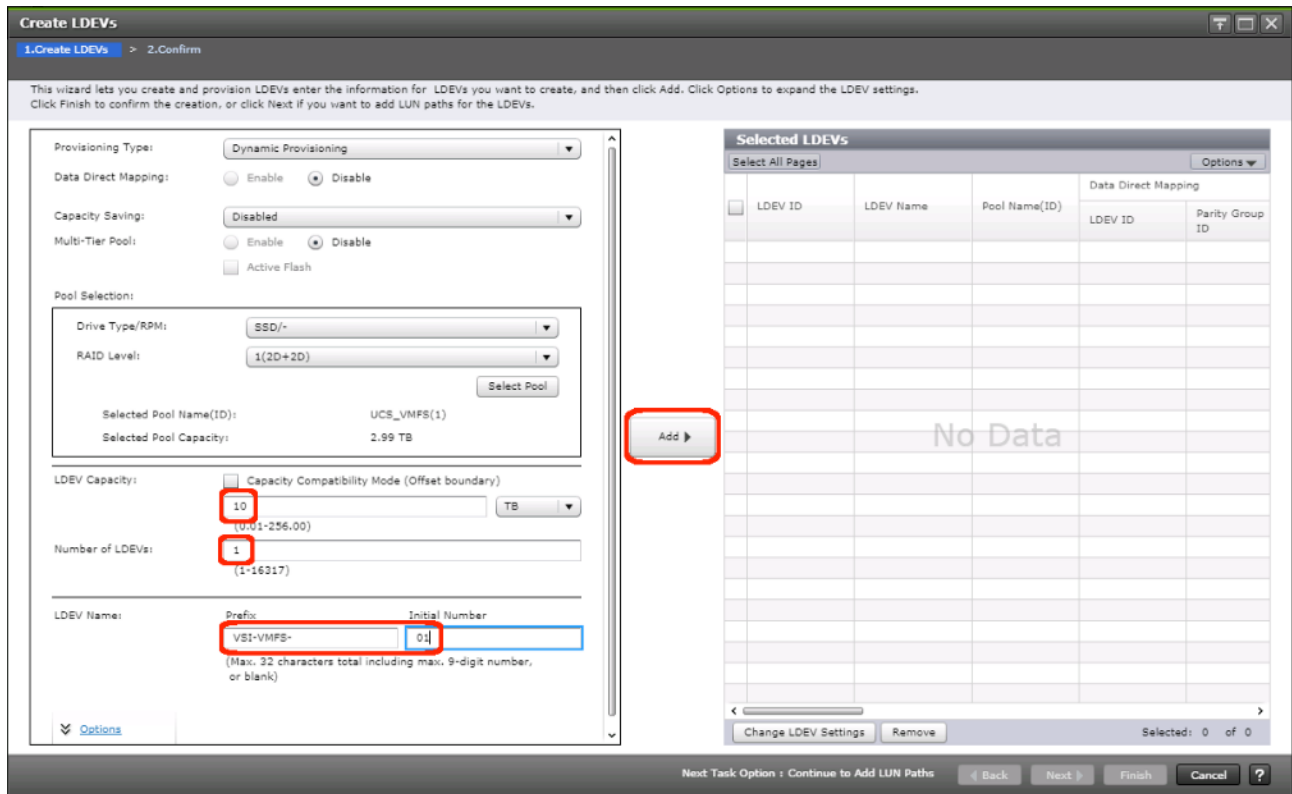 Create LDEVs
1.Create LDEVs > 2.Confirm
This wizard lets you create and provision LDEVs enter the information for LDEVs you want to create, and then click Add. Click Options to expand the LDEV settings.
Click Finish to confirm the creation, or click Next if you want to add LUN paths for the LDEVs.
Provisioning Type: Dynamic Provisioning
Data Direct Mapping: Enable Disable
Capacity Saving: Disabled
Multi-Tier Pool: Enable Disable
Active Flash
Pool Selection:
Drive Type/RPM: SSD/-
RAID Level: 1(2D+2D)
Select Pool
Selected Pool Name(ID): UCS_VMFS(1)
Selected Pool Capacity: 2.99 TB
LDEV Capacity: Capacity Compatibility Mode (Offset boundary)
10 TB
(0.01-256.00)
Number of LDEVs: 1
(1-16317)
LDEV Name: Prefix Initial Number
VSI-VMFS- 01
(Max. 32 characters total including max. 9-digit number,
or blank)
Options
Add
Selected LDEVs
Select All Pages Options
LDEV ID LDEV Name Pool Name(ID) Data Direct Mapping
LDEV ID Parity Group
ID
No Data
Change LDEV Settings Remove Selected: 0 of 0
Next Task Option : Continue to Add LUN Paths Back Next Finish Cancel ?